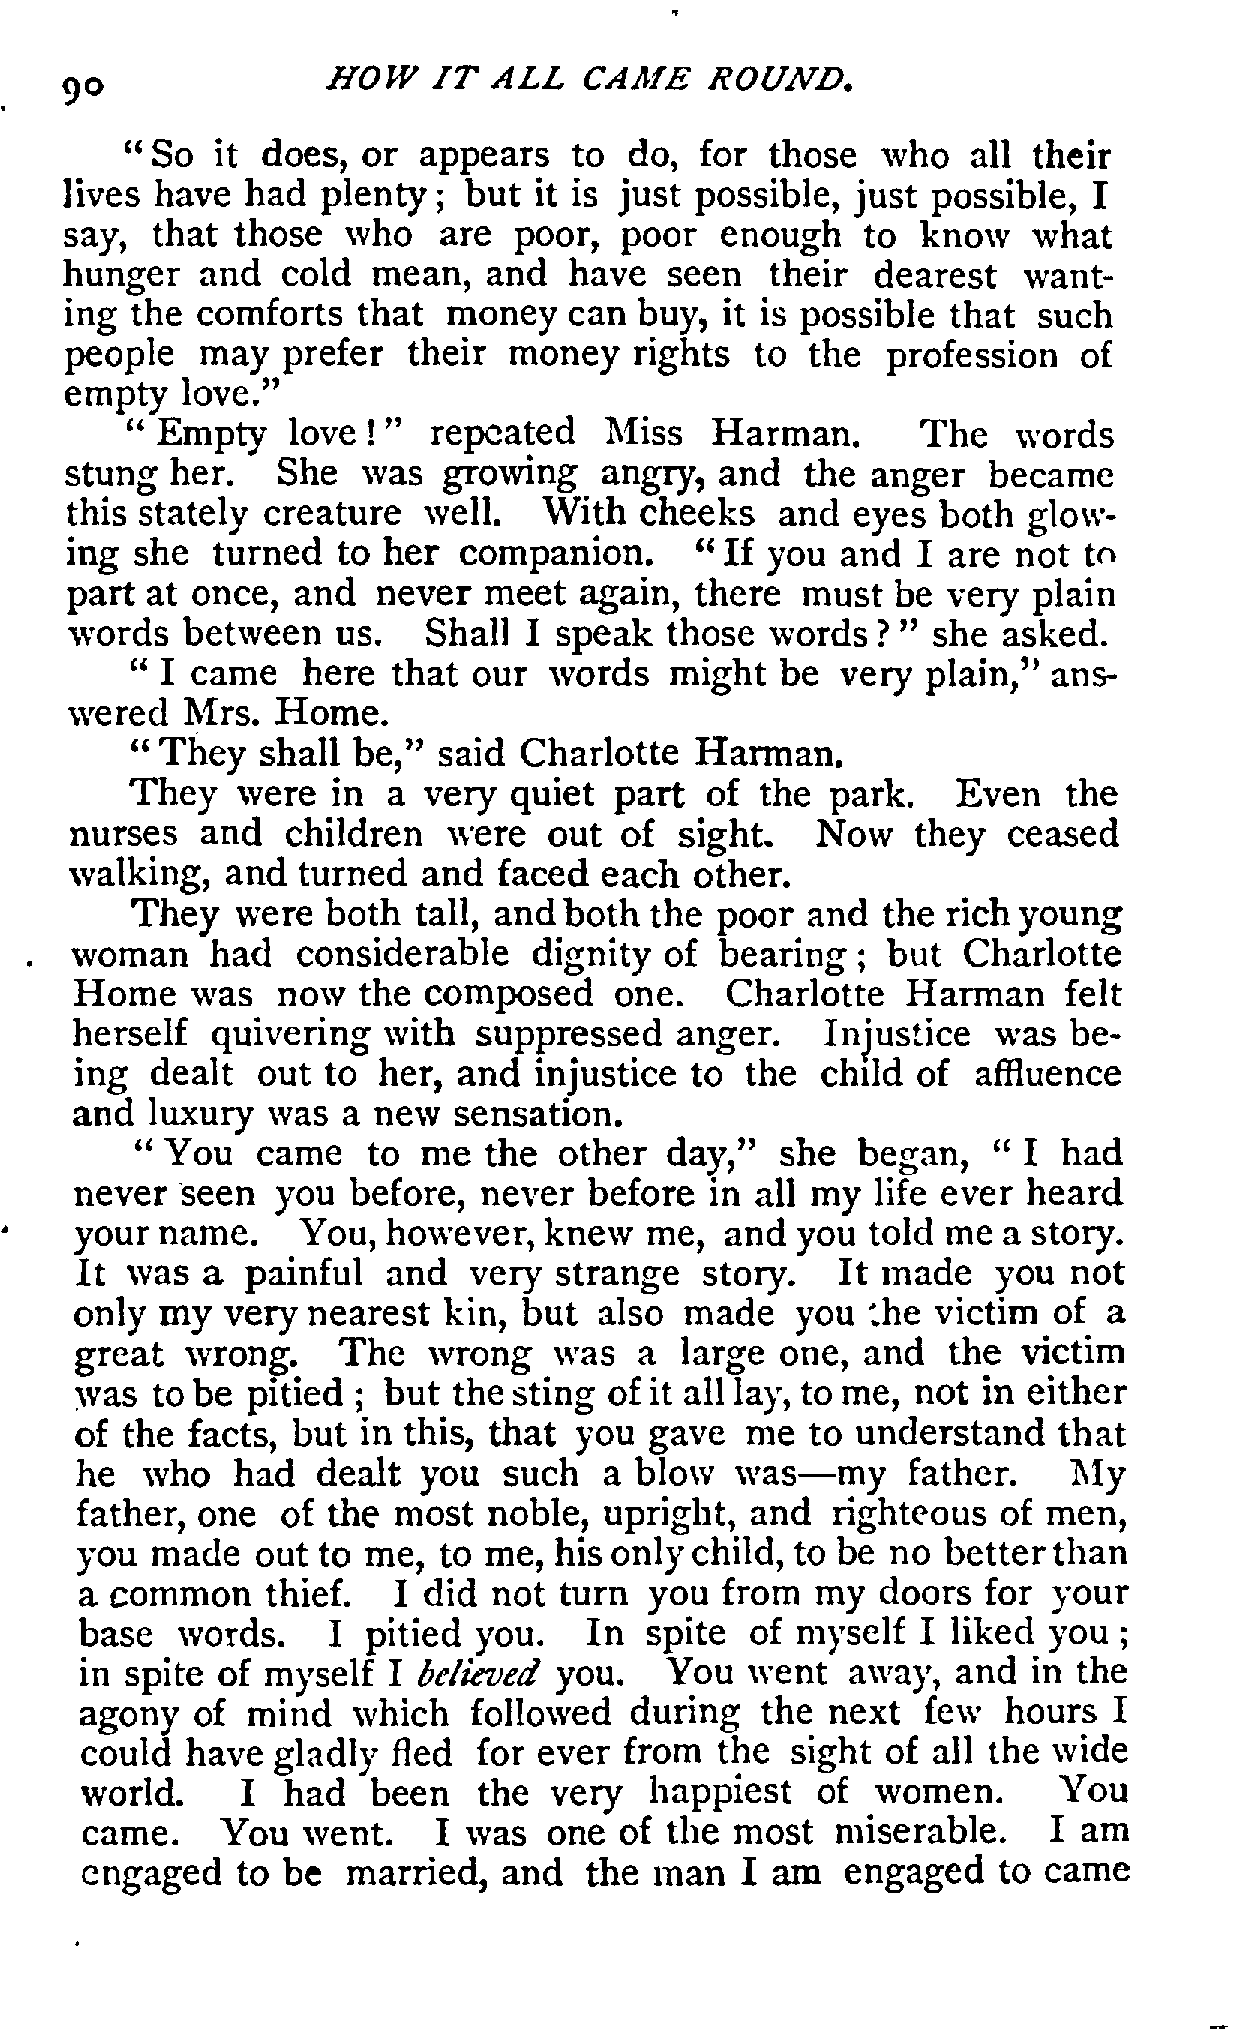 90 HOW IT ALL CAME ROUND.
"So it does, or appears to do, for those who all their
lives have had plenty; but it is just possible, just possible, I
say, that those who are poor, poor enough to know what
hunger and cold mean, and have seen their dearest want-
ing the comforts that money can buy, it is possible that such
people may prefer their money rights to the profession of
empty love."
"Empty love!" repeated Miss Harman. The words
stung her. She was growing angry, and the anger became
this stately creature well. With cheeks and eyes both glow-
ing she turned to her companion. "If you and I are not to
part at once, and never meet again, there must be very plain
words between us. Shall I speak those words?" she asked.
"I came here that our words might be very plain," ans-
wered Mrs. Home.
"They shall be," said Charlotte Harman.
They were in a very quiet part of the park. Even the
nurses and children were out of sight. Now they ceased
walking, and turned and faced each other.
They were both tall, and both the poor and the rich young
woman had considerable dignity of bearing; but Charlotte
Home was now the composed one. Charlotte Harman felt
herself quivering with suppressed anger. Injustice was be-
ing dealt out to her, and injustice to the child of affluence
and luxury was a new sensation.
"You came to me the other day," she began, "I had
never seen you before, never before in all my life ever heard
your name. You, however, knew me, and you told me a story.
It was a painful and very strange story. It made you not
only my very nearest kin, but also made you the victim of a
great wrong. The wrong was a large one, and the victim
was to be pitied; but the sting of it all lay, to me, not in either
of the facts, but in this, that you gave me to understand that
he who had dealt you such a blow was—my father. My
father, one of the most noble, upright, and righteous of men,
you made out to me, to me, his only child, to be no better than
a common thief. I did not turn you from my doors for your
base words. I pitied you. In spite of myself I liked you;
in spite of myself I believed you. You went away, and in the
agony of mind which followed during the next few hours I
could have gladly fled for ever from the sight of all the wide
world. I had been the very happiest of women. You
came. You went. I was one of the most miserable. I am
engaged to be married, and the man I am engaged to came